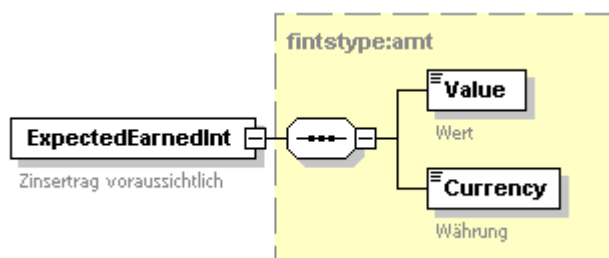 fintstype:amt
Value
Wert
ExpectedEarnedInt
Zinsertrag voraussichtlich
Currency
Währung